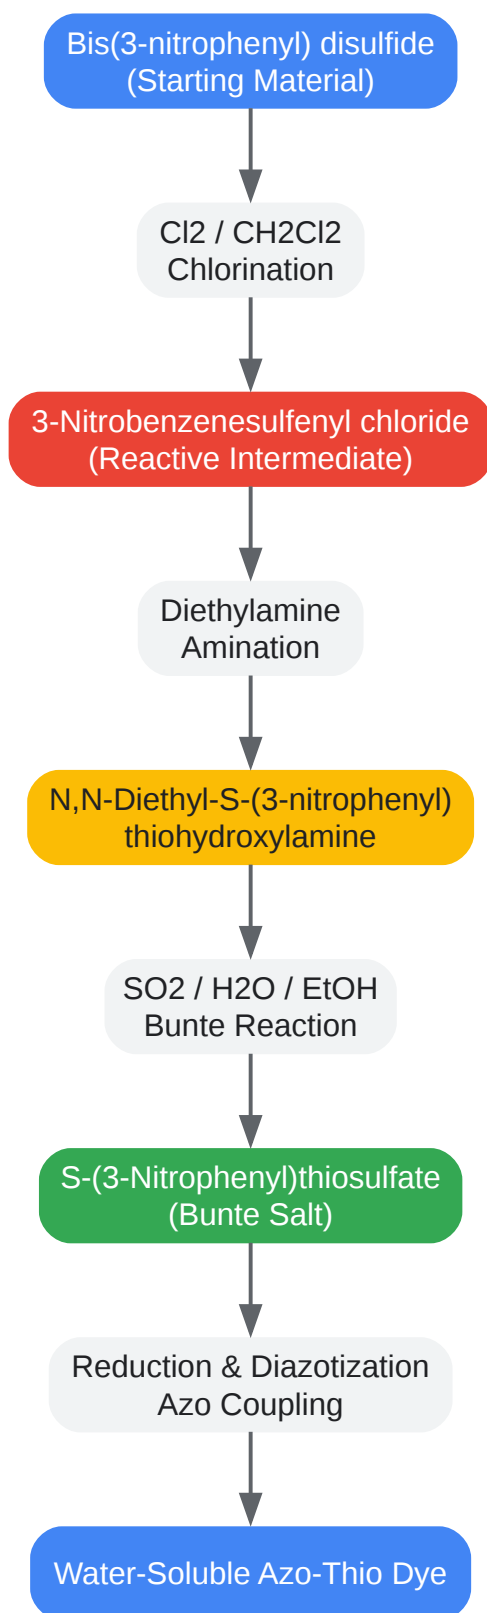 Bis(3-nitrophenyl) disulfide
(Starting Material)
Cl2 / CH2Cl2
Chlorination
3-Nitrobenzenesulfenyl chloride
(Reactive Intermediate)
Diethylamine
Amination
N,N-Diethyl-S-(3-nitrophenyl)
thiohydroxylamine
SO2 / H2O / EtOH
Bunte Reaction
S-(3-Nitrophenyl)thiosulfate
(Bunte Salt)
Reduction & Diazotization
Azo Coupling
Water-Soluble Azo-Thio Dye